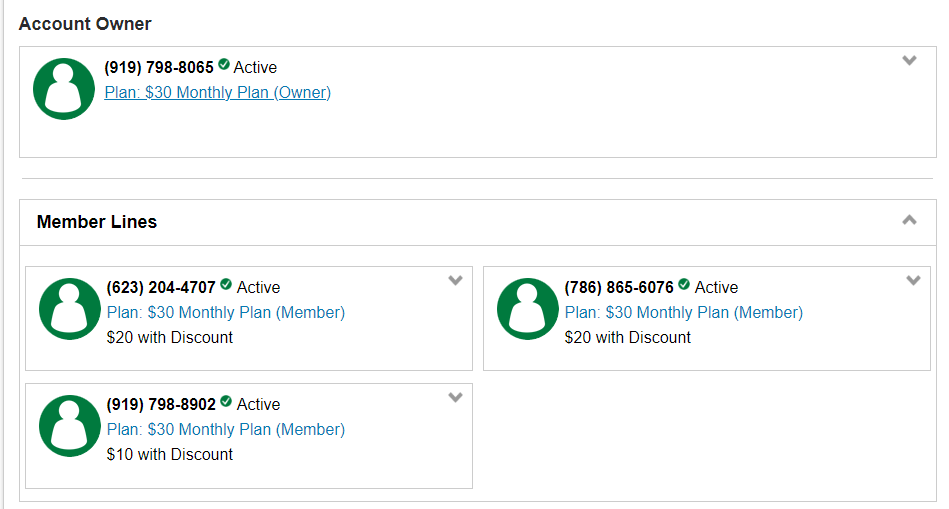 Account Owner
(919) 798-8065 Active
Plan: $30 Monthly Plan (Owner)
Member Lines
(623) 204-4707 Active
Plan: $30 Monthly Plan (Member)
$20 with Discount
(786) 865-6076 Active
Plan: $30 Monthly Plan (Member)
$20 with Discount
(919) 798-8902 Active
Plan: $30 Monthly Plan (Member)
$10 with Discount